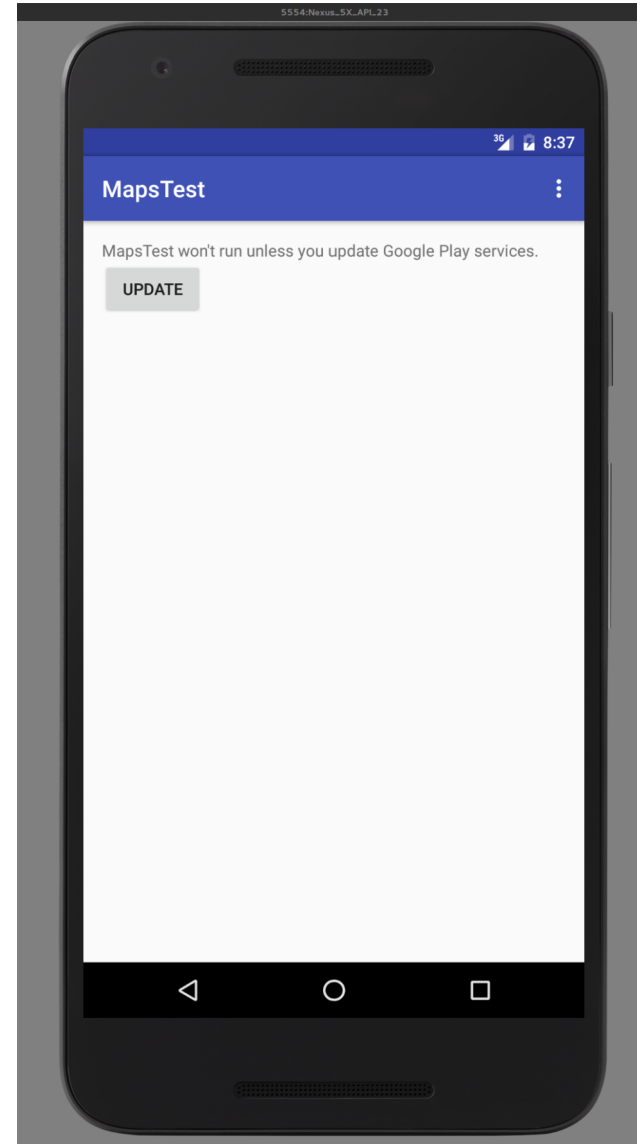 5554:Nexus_5X_API_23
3G 8:37
MapsTest
MapsTest won't run unless you update Google Play services.
UPDATE